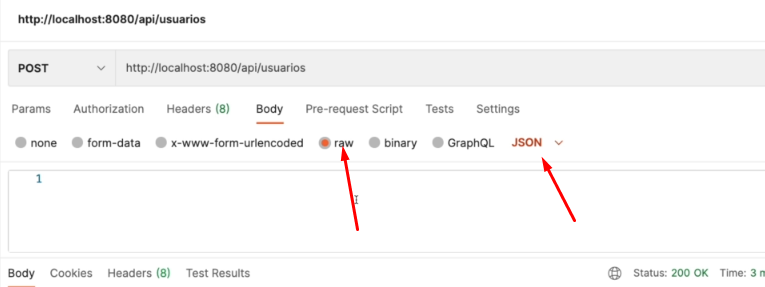 http://localhost:8080/api/usuarios
POST http://localhost:8080/api/usuarios
Params Authorization Headers (8) Body Pre-request Script Tests Settings
none form-data x-www-form-urlencoded raw binary GraphQL JSON
1
Body Cookies Headers (8) Test Results Status: 200 OK Time: 3 m